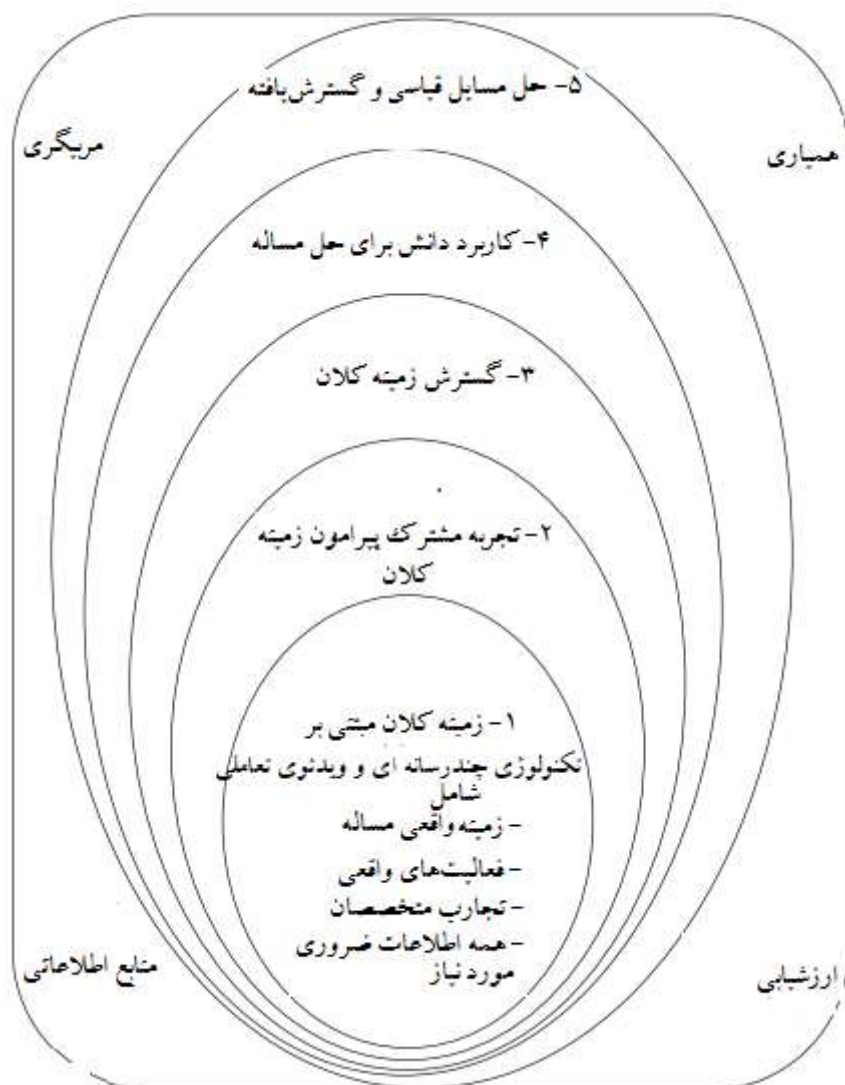 ۵- حل مسایل قیاسی و گسترش‌یافته
همیاری
مربیگری
۴- کاربرد دانش برای حل مساله
۳- گسترش زمینه کلان
۲- تجربه مشترک پیرامون زمینه
کلان
۱- زمینه کلان مبتنی بر
تکنولوژی چندرسانه ای و ویدئوی تعاملی
شامل
- زمینه واقعی مساله
- فعالیت‌های واقعی
- تجارب متخصصان
- همه اطلاعات ضروری
مورد نیاز
ارزشیابی
منابع اطلاعاتی